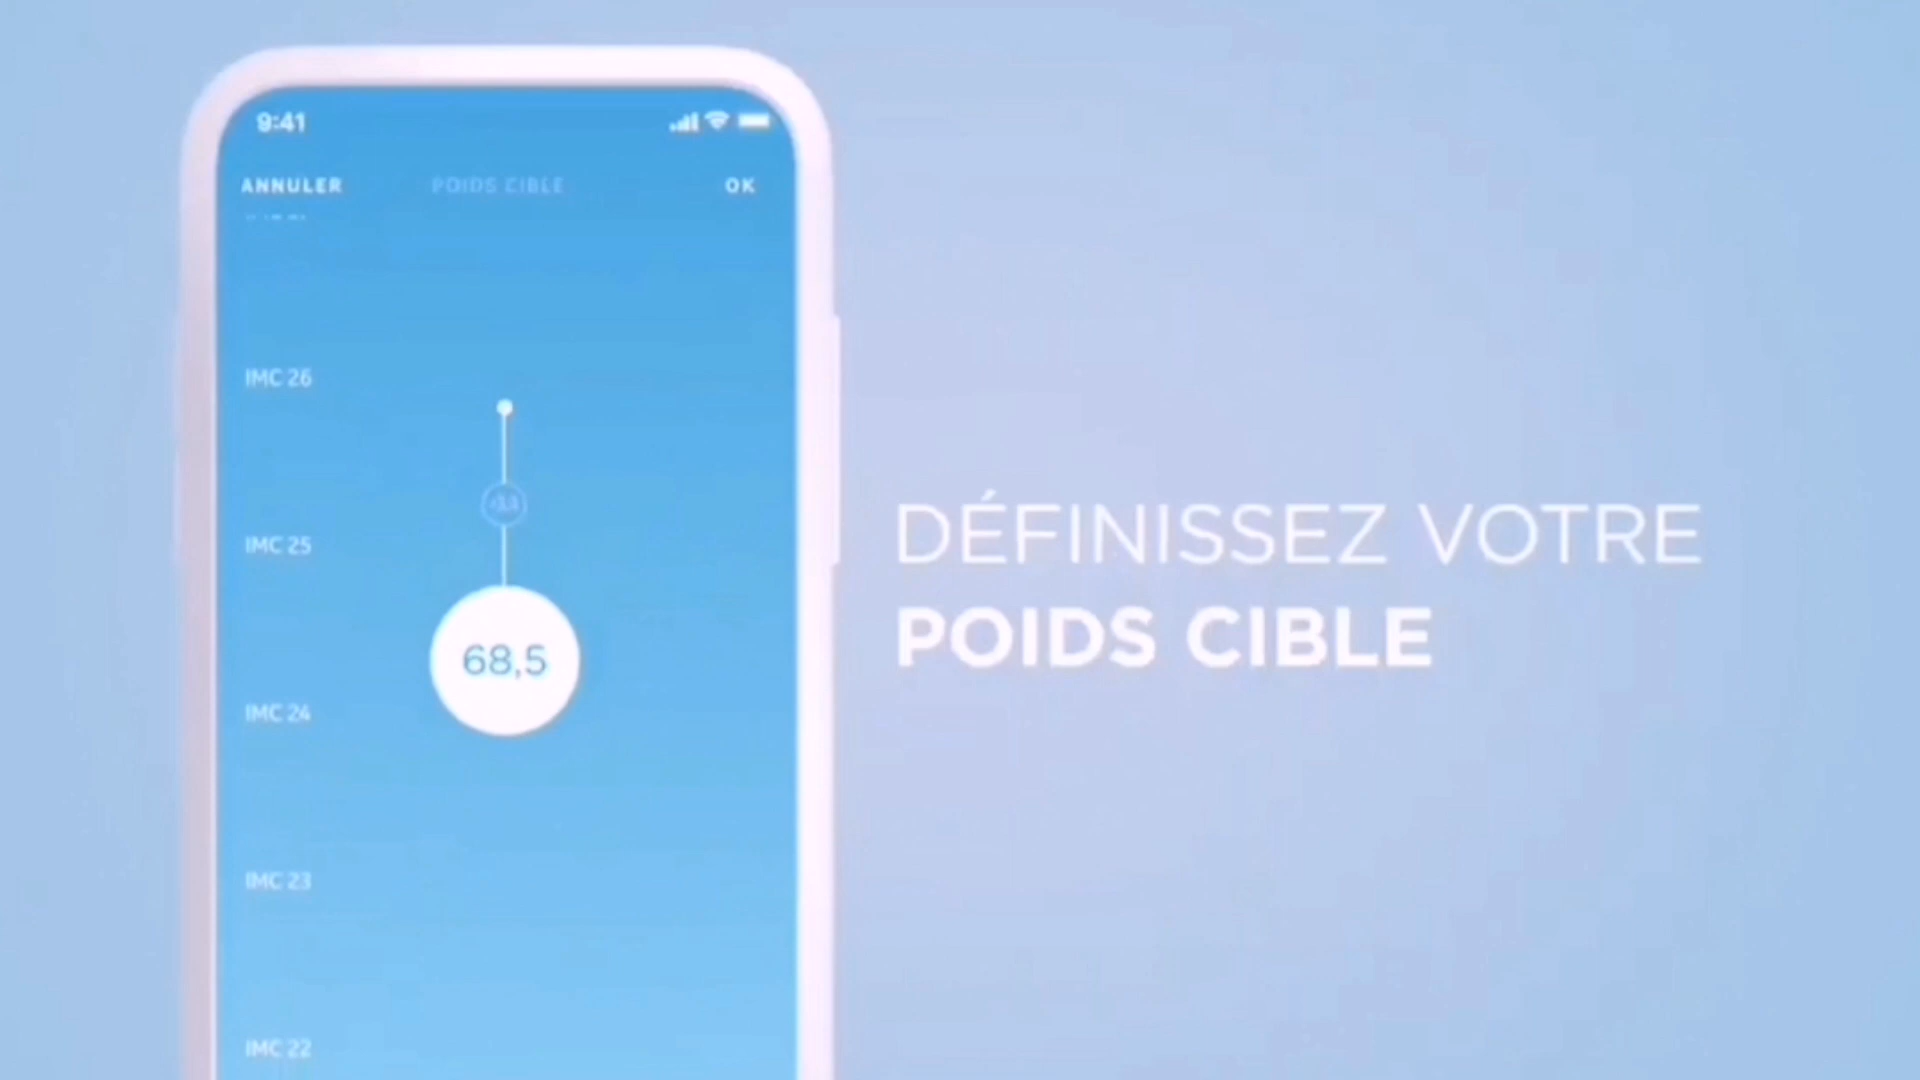 9:41
ANNULER POIDS CIBLE OK
IMC 26
IMC 25
68,5
IMC 24
IMC 23
IMC 22
DÉFINISSEZ VOTRE
POIDS CIBLE